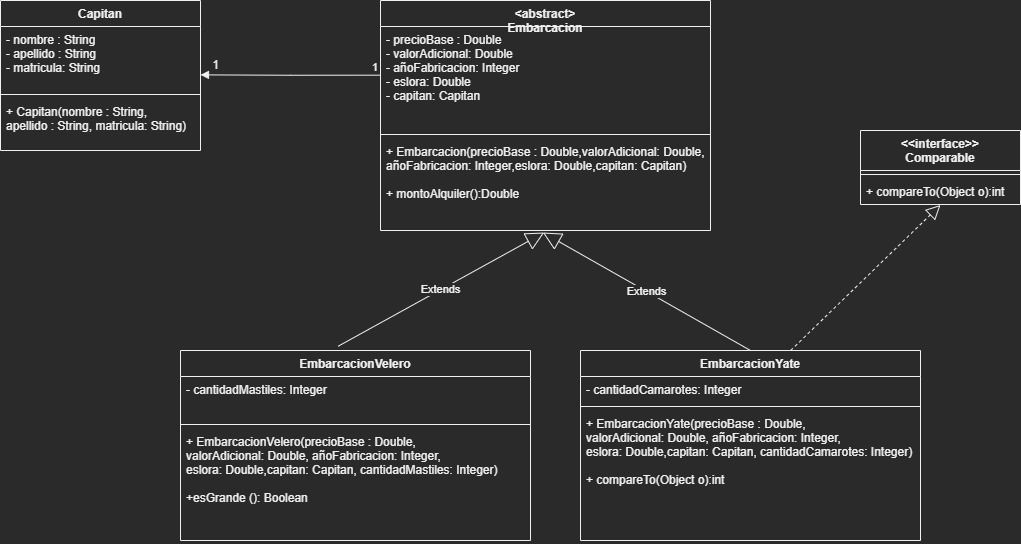 Capitan
- nombre : String
- apellido : String
- matricula: String
+ Capitan(nombre : String,
apellido : String, matricula: String)
1
1
<abstract>
Embarcacion
- precioBase : Double
- valorAdicional: Double
- añoFabricacion: Integer
- eslora: Double
- capitan: Capitan
+ Embarcacion(precioBase : Double,valorAdicional: Double,
añoFabricacion: Integer,eslora: Double,capitan: Capitan)
+ montoAlquiler():Double
<<interface>>
Comparable
+ compareTo(Object o):int
Extends
Extends
EmbarcacionVelero
- cantidadMastiles: Integer
+ EmbarcacionVelero(precioBase : Double,
valorAdicional: Double, añoFabricacion: Integer,
eslora: Double,capitan: Capitan, cantidadMastiles: Integer)
+esGrande (): Boolean
EmbarcacionYate
- cantidadCamarotes: Integer
+ EmbarcacionYate(precioBase : Double,
valorAdicional: Double, añoFabricacion: Integer,
eslora: Double,capitan: Capitan, cantidadCamarotes: Integer)
+ compareTo(Object o):int